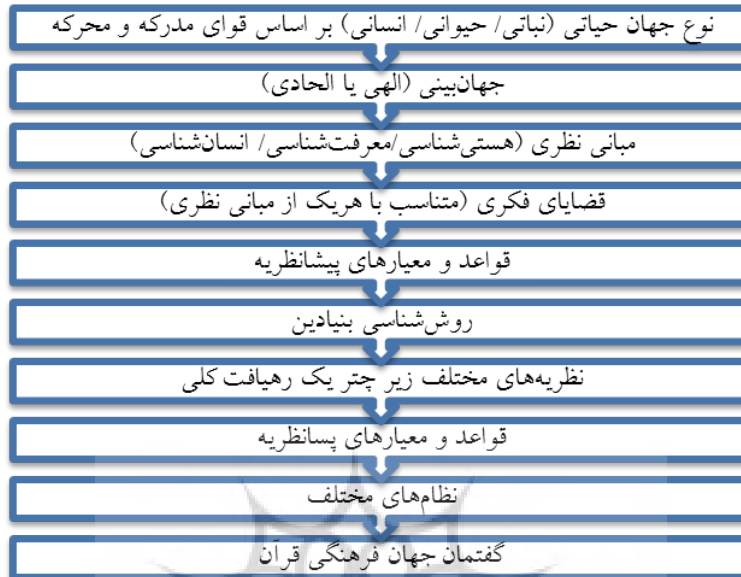 نوع جهان حیاتی (نباتی/ حیوانی/ انسانی) بر اساس قوای مدرکه و محرکه
جهان‌بینی (الهی یا الحادی)
مبانی نظری (هستی‌شناسی/معرفت‌شناسی/ انسان‌شناسی)
قضایای فکری (متناسب با هریک از مبانی نظری)
قواعد و معیارهای پیشانظریه
روش‌شناسی بنیادین
نظریه‌های مختلف زیر چتر یک رهیافت کلی
قواعد و معیارهای پسانظریه
نظام‌های مختلف
گفتمان جهان فرهنگی قرآن